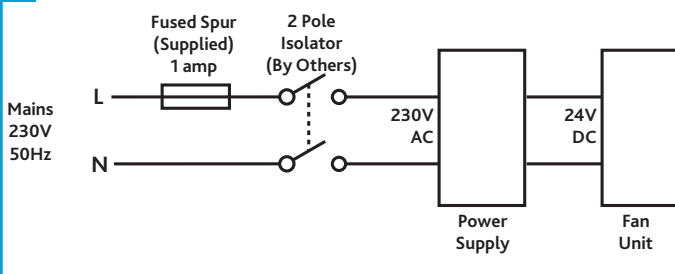 Fused Spur
(Supplied)
1 amp
2 Pole
Isolator
(By Others)
Mains
230V
50Hz
L
N
230V
AC
24V
DC
Power
Supply
Fan
Unit